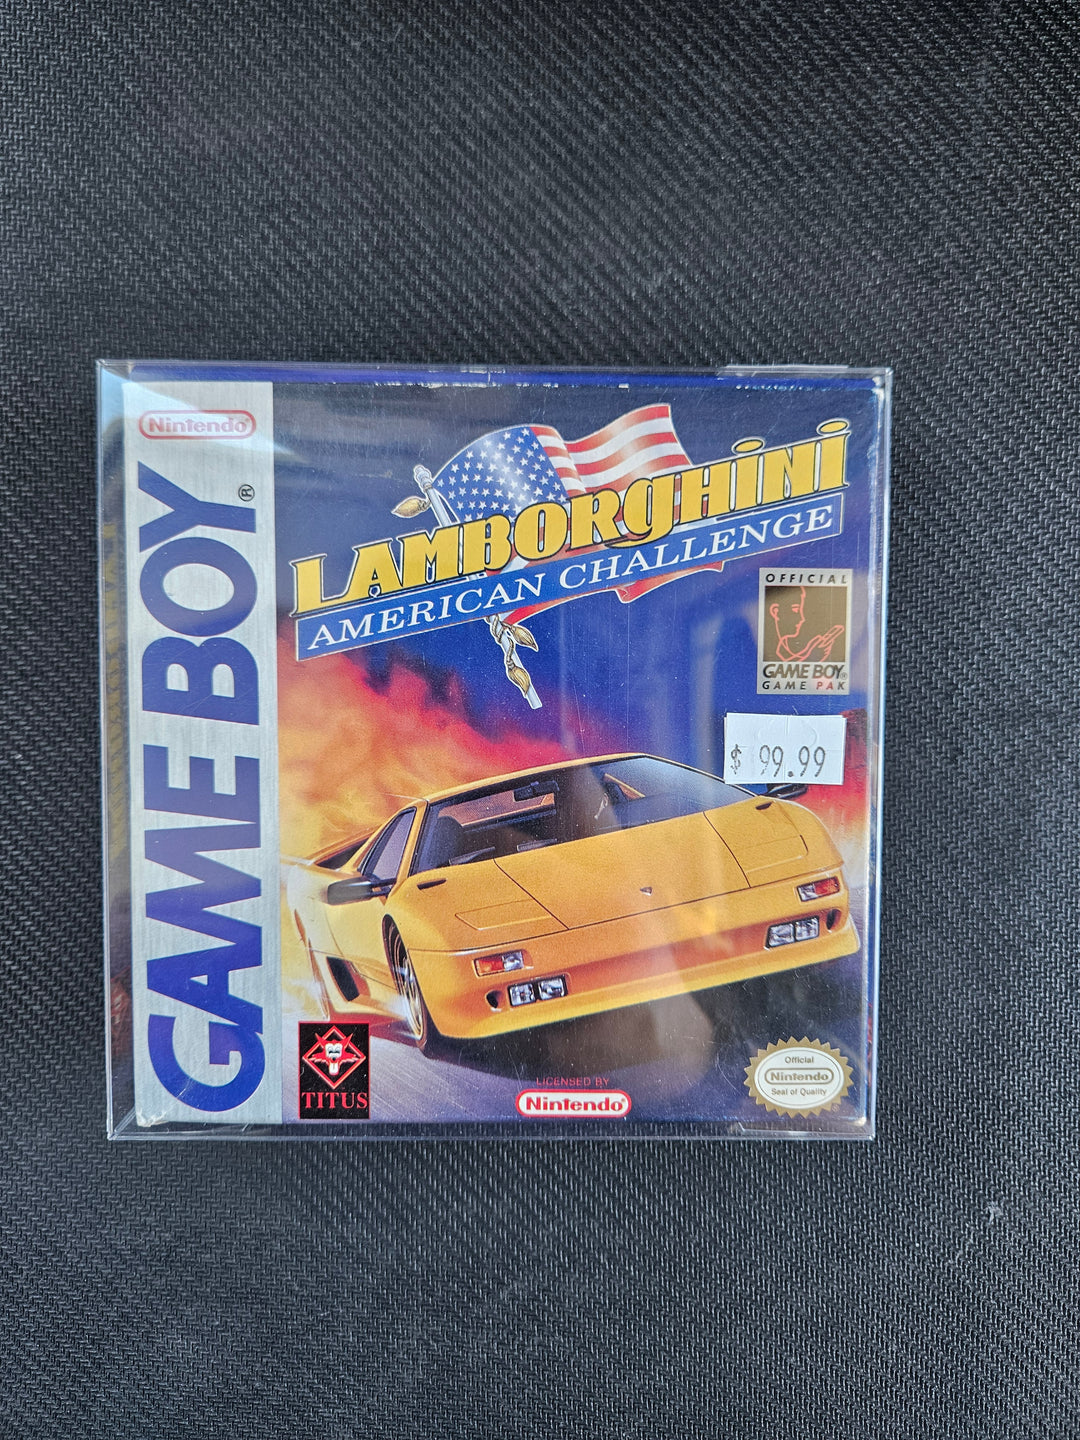 Nintendo®
GAME BOY®
LAMBORGHINI
AMERICAN CHALLENGE
OFFICIAL
GAME BOY®
GAME PAK
$ 99.99
TITUS
LICENSED BY
Nintendo®
Official
Nintendo
Seal of Quality
®